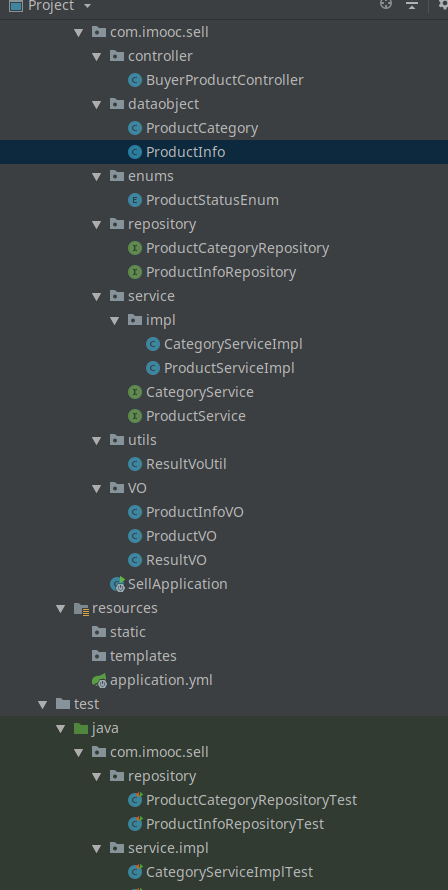 Project
com.imooc.sell
controller
BuyerProductController
dataobject
ProductCategory
ProductInfo
enums
ProductStatusEnum
repository
ProductCategoryRepository
ProductInfoRepository
service
impl
CategoryServiceImpl
ProductServiceImpl
CategoryService
ProductService
utils
ResultVoUtil
VO
ProductInfoVO
ProductVO
ResultVO
SellApplication
resources
static
templates
application.yml
test
java
com.imooc.sell
repository
ProductCategoryRepositoryTest
ProductInfoRepositoryTest
service.impl
CategoryServiceImplTest